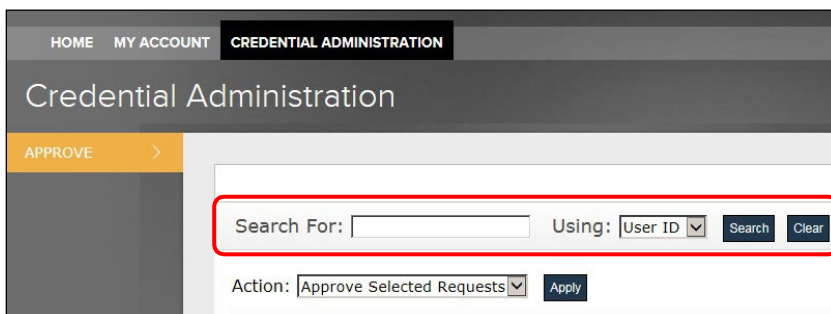 HOME MY ACCOUNT CREDENTIAL ADMINISTRATION
Credential Administration
APPROVE
Search For: Using: User ID Search Clear
Action: Approve Selected Requests Apply